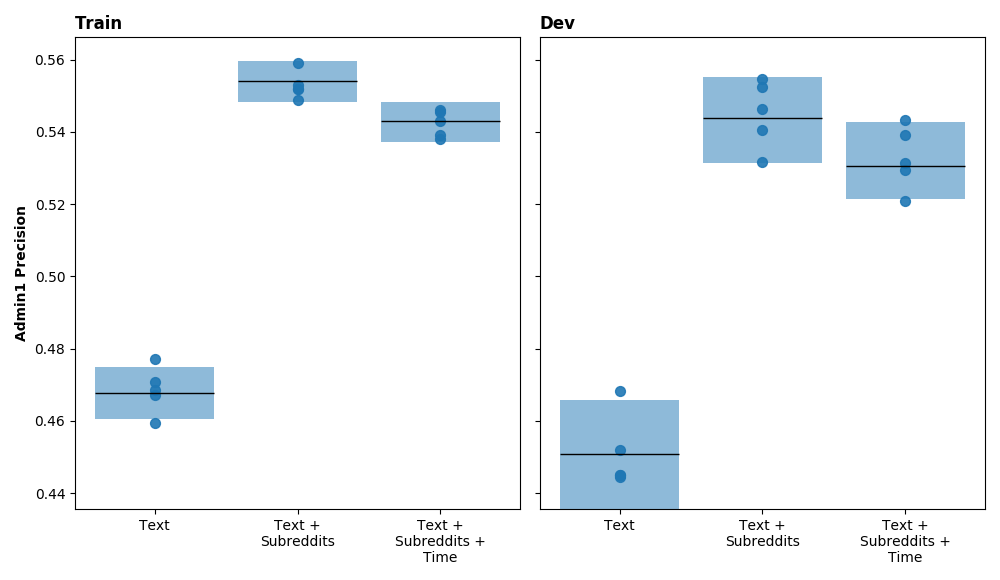 Train
Dev
Admin1 Precision
0.56
0.54
0.52
0.50
0.48
0.46
0.44
Text
Text +
Subreddits
Text +
Subreddits +
Time
Text
Text +
Subreddits
Text +
Subreddits +
Time